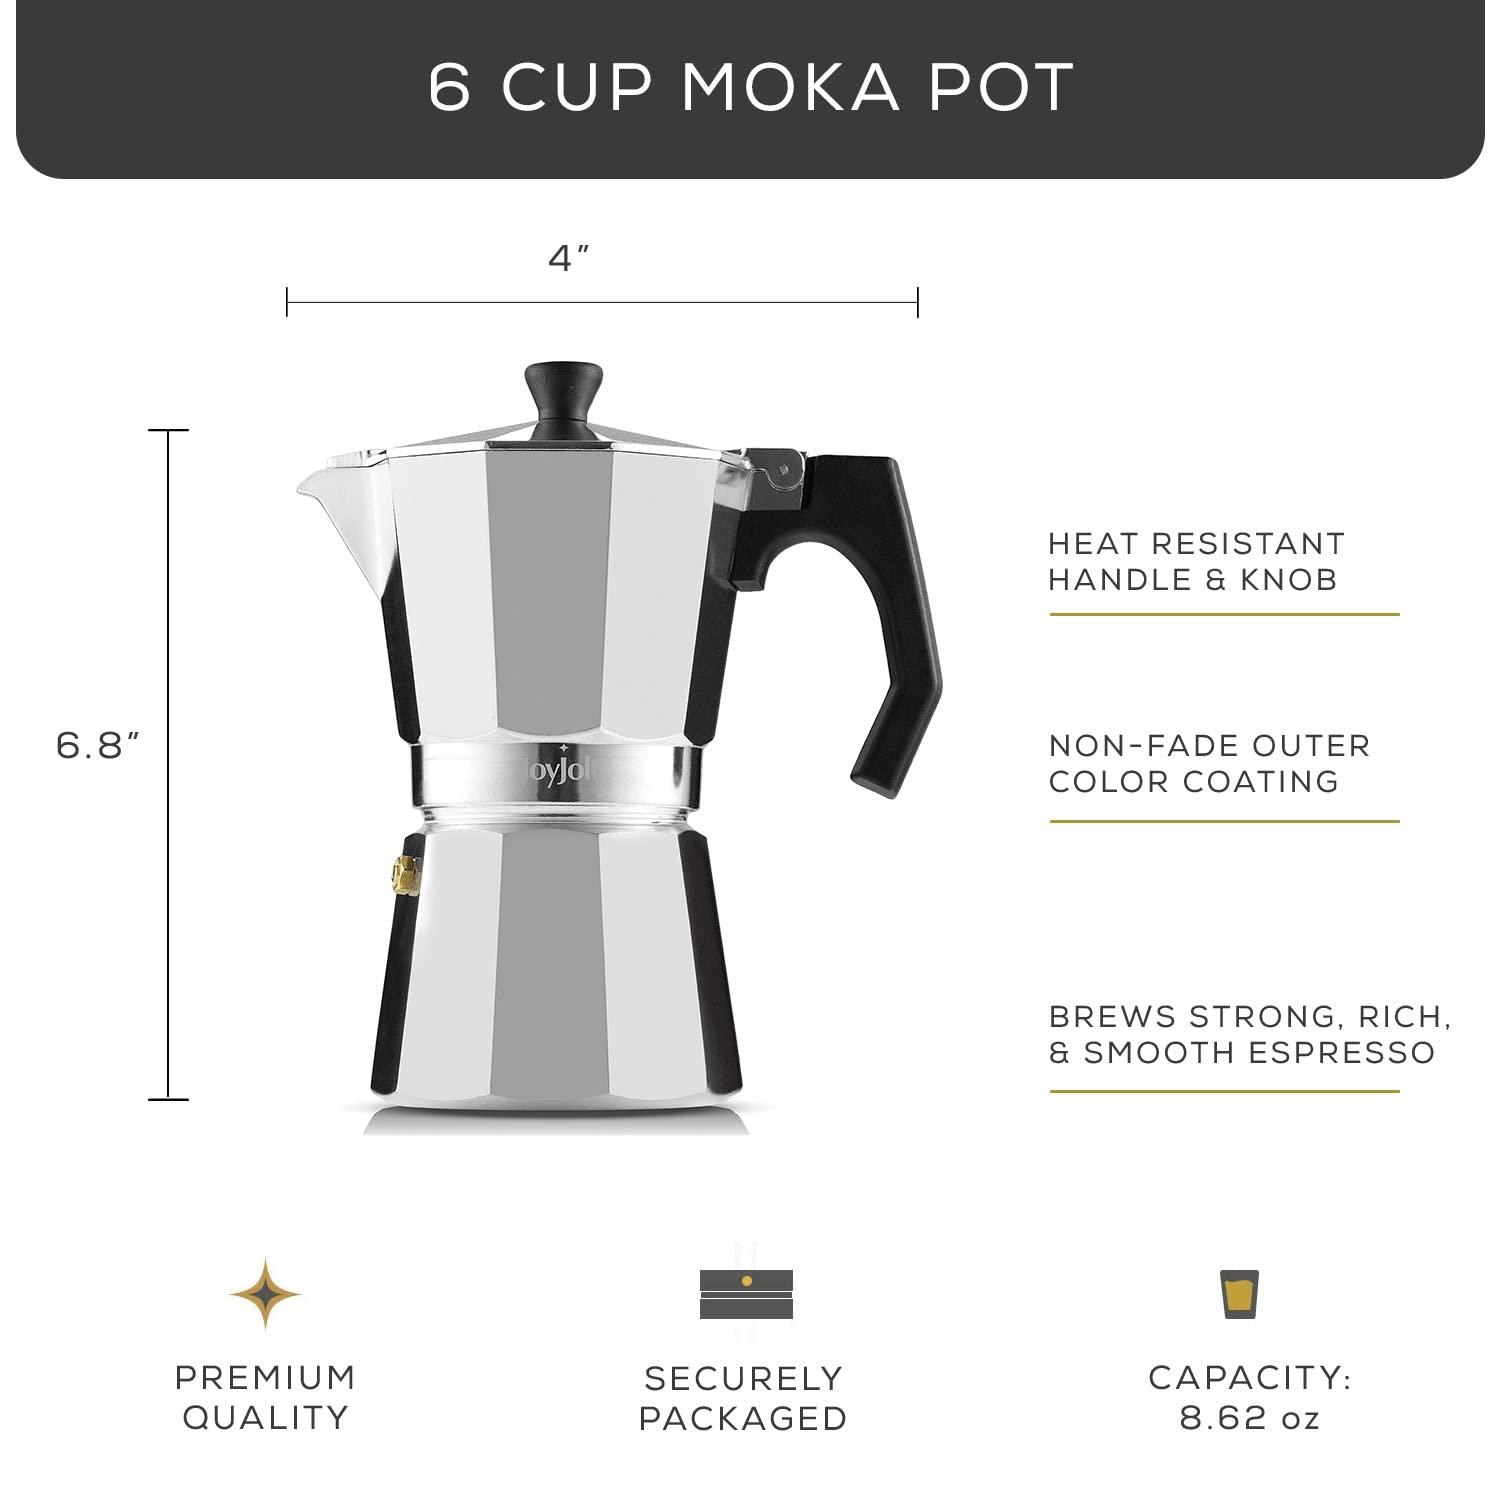 6 CUP MOKA POT
4"
6.8"
HEAT RESISTANT
HANDLE & KNOB
NON-FADE OUTER
COLOR COATING
BREWS STRONG, RICH,
& SMOOTH ESPRESSO
PREMIUM
QUALITY
SECURELY
PACKAGED
CAPACITY:
8.62 oz